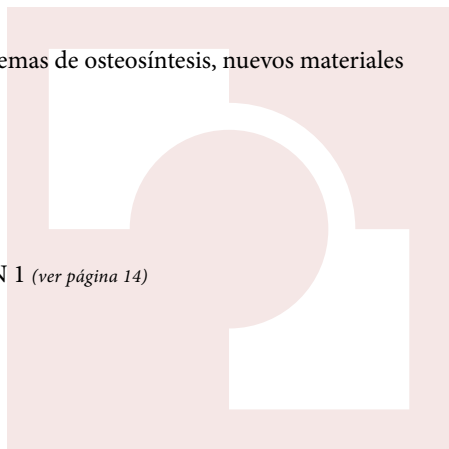 emas de osteosíntesis, nuevos materiales
N 1 (ver página 14)